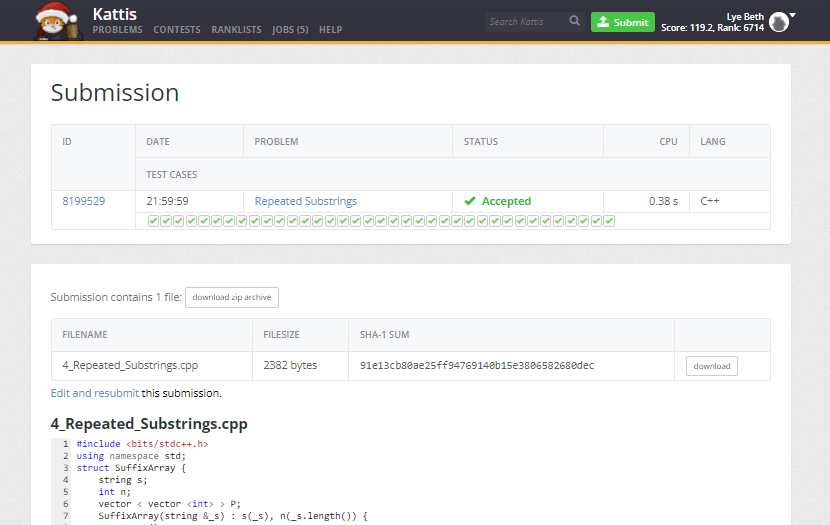 Kattis
PROBLEMS CONTESTS RANKLISTS JOBS (5) HELP
Search Kattis
Submit
Lye Beth
Score: 119.2, Rank: 6714
Submission
ID DATE PROBLEM STATUS CPU LANG
TEST CASES
8199529 21:59:59 Repeated Substrings Accepted 0.38 s C++
Submission contains 1 file: download zip archive
FILENAME FILESIZE SHA-1 SUM
4_Repeated_Substrings.cpp 2382 bytes 91e13cb80ae25ff94769140b15e3806582680dec download
Edit and resubmit this submission.
4_Repeated_Substrings.cpp
1 #include <bits/stdc++.h>
2 using namespace std;
3 struct SuffixArray {
4 string s;
5 int n;
6 vector < vector <int> > P;
7 SuffixArray(string &_s) : s(_s), n(_s.length()) {